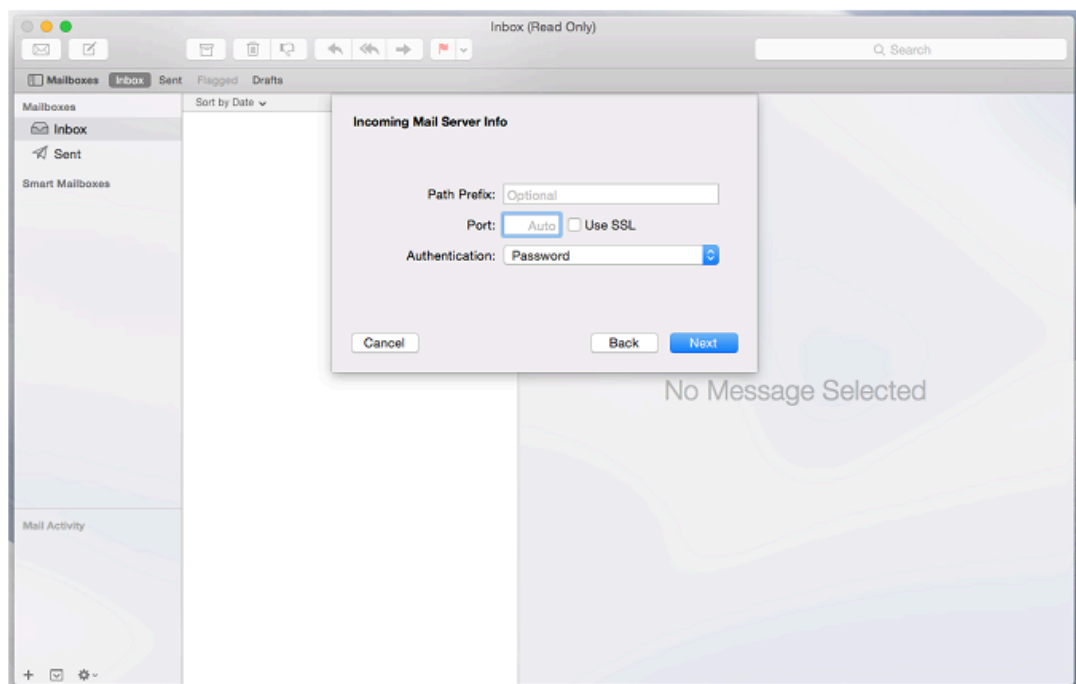 Inbox (Read Only)
Search
Mailboxes Inbox Sent Flagged Drafts
Mailboxes
Sort by Date
Inbox
Sent
Smart Mailboxes
Incoming Mail Server Info
Path Prefix: Optional
Port: Auto Use SSL
Authentication: Password
Cancel Back Next
No Message Selected
Mail Activity